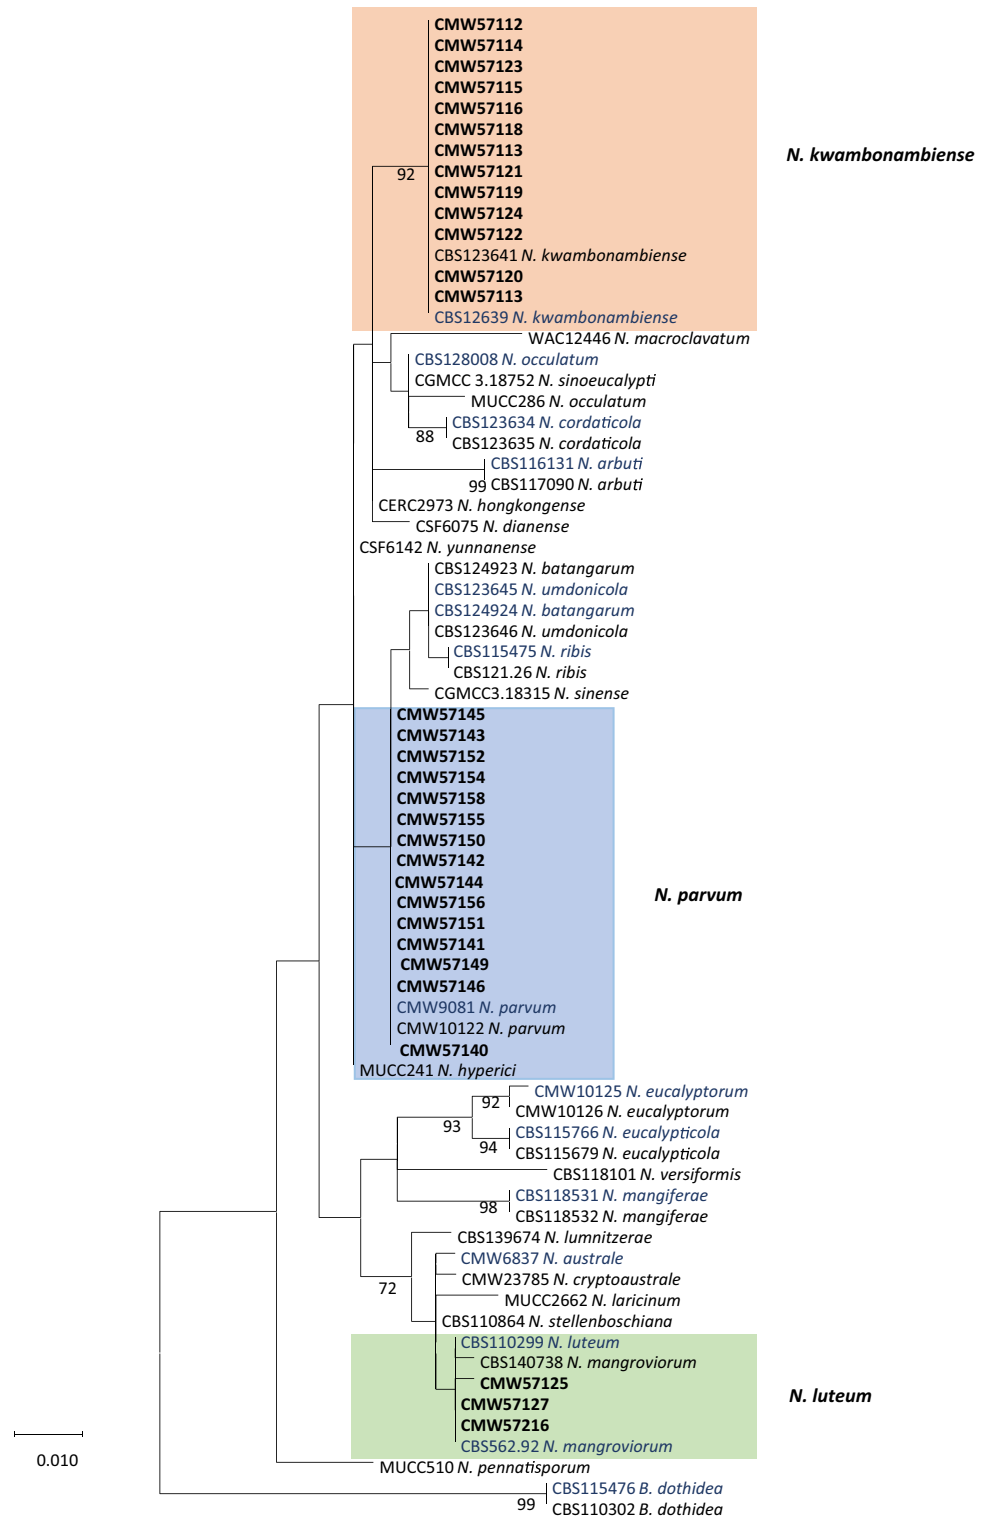 CMW57112
CMW57114
CMW57123
CMW57115
CMW57116
CMW57118
CMW57113
N. kwambonambiense
92
CMW57121
CMW57119
CMW57124
CMW57122
CBS123641 N. kwambonambiense
CMW57120
CMW57113
CBS12639 N. kwambonambiense
WAC12446 N. macroclavatum
CBS128008 N. occulatum
CGMCC 3.18752 N. sinoeucalypti
MUCC286 N. occulatum
CBS123634 N. cordaticola
88
CBS123635 N. cordaticola
CBS116131 N. arbuti
99
CBS117090 N. arbuti
CERC2973 N. hongkongense
CSF6075 N. dianense
CSF6142 N. yunnanense
CBS124923 N. batangarum
CBS123645 N. umdonicola
CBS124924 N. batangarum
CBS123646 N. umdonicola
CBS115475 N. ribis
CBS121.26 N. ribis
CGMCC3.18315 N. sinense
CMW57145
CMW57143
CMW57152
CMW57154
CMW57158
CMW57155
CMW57150
CMW57142
CMW57144
N. parvum
CMW57156
CMW57151
CMW57141
CMW57149
CMW57146
CMW9081 N. parvum
CMW10122 N. parvum
CMW57140
MUCC241 N. hyperici
CMW10125 N. eucalyptorum
92
CMW10126 N. eucalyptorum
93
CBS115766 N. eucalypticola
94
CBS115679 N. eucalypticola
CBS118101 N. versiformis
CBS118531 N. mangiferae
98
CBS118532 N. mangiferae
CBS139674 N. lumnitzerae
CMW6837 N. australe
CMW23785 N. cryptoaustrale
72
MUCC2662 N. laricinum
CBS110864 N. stellenboschiana
CBS110299 N. luteum
CBS140738 N. mangroviorum
CMW57125
N. luteum
CMW57127
CMW57216
CBS562.92 N. mangroviorum
0.010
MUCC510 N. pennatisporum
CBS115476 B. dothidea
99
CBS110302 B. dothidea